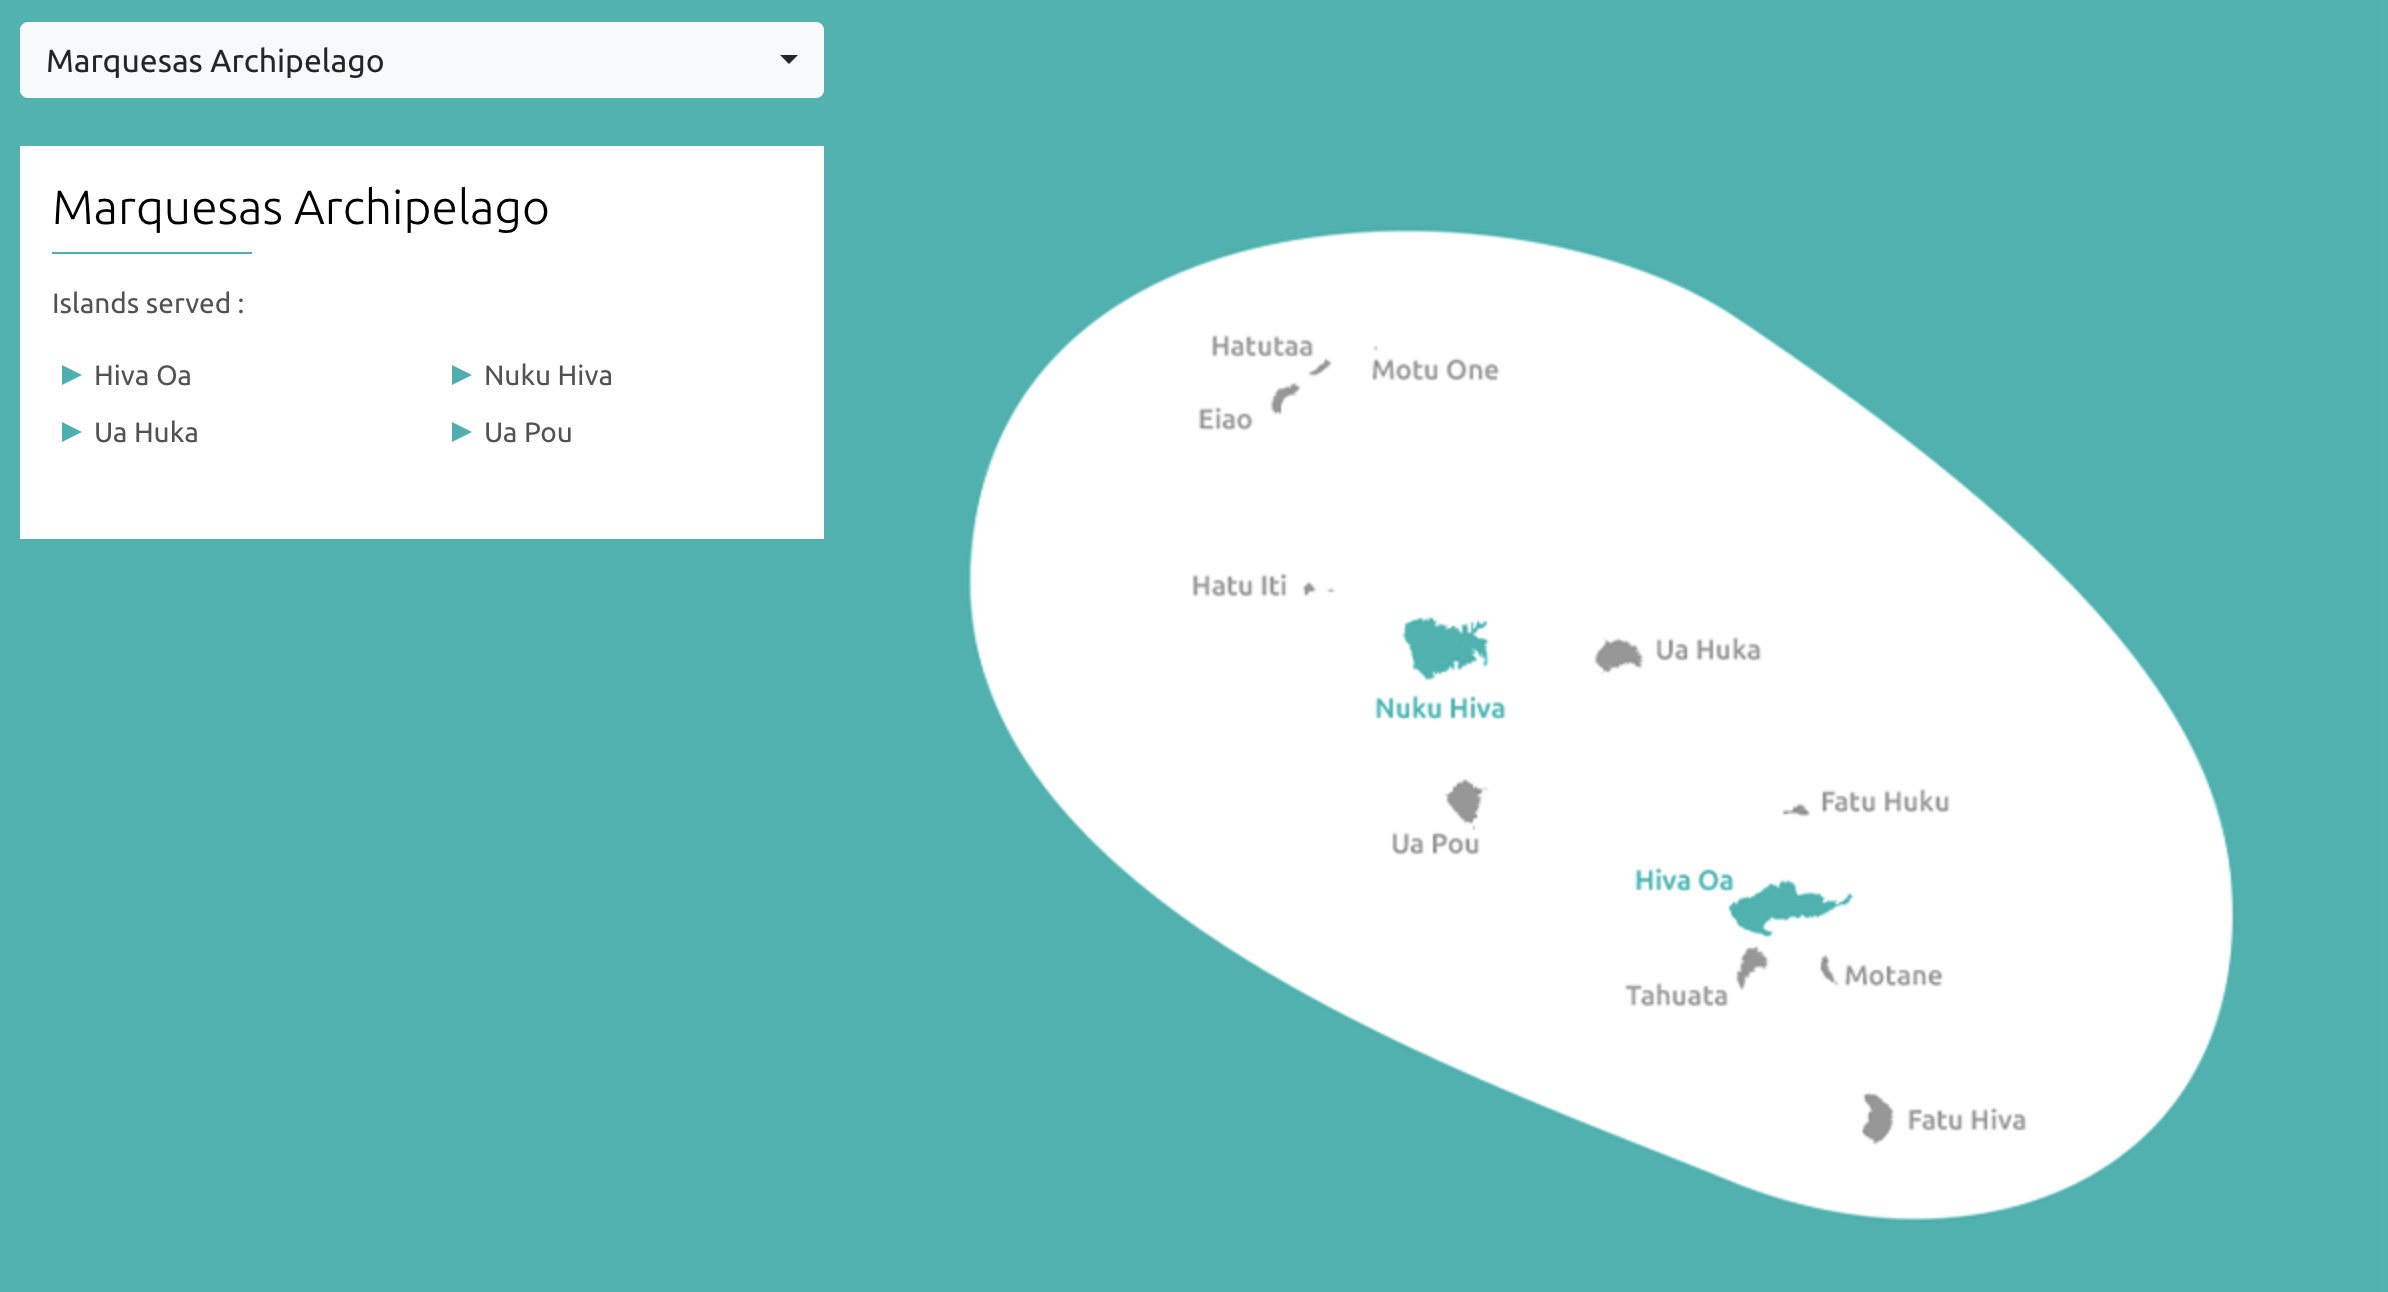 Marquesas Archipelago
Marquesas Archipelago
Islands served :
Hiva Oa
Nuku Hiva
Ua Huka
Ua Pou
Hatutaa
Motu One
Eiao
Hatu Iti
Ua Huka
Nuku Hiva
Fatu Huku
Ua Pou
Hiva Oa
Motane
Tahuata
Fatu Hiva